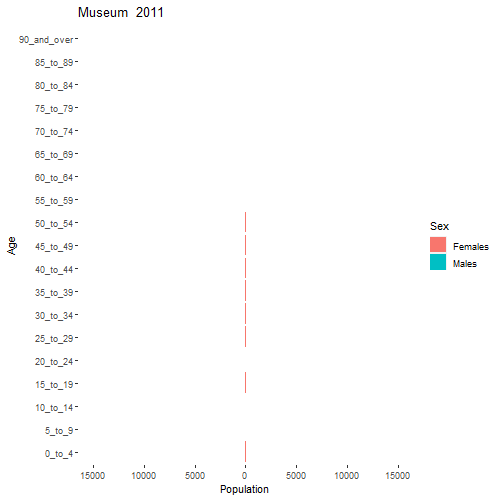 Museum  2011
90_and_over
85_to_89
80_to_84
75_to_79
70_to_74
65_to_69
60_to_64
55_to_59
50_to_54
45_to_49
40_to_44
35_to_39
30_to_34
25_to_29
20_to_24
15_to_19
10_to_14
5_to_9
0_to_4
Age
15000 10000 5000 0 5000 10000 15000
Population
Sex
Females
Males